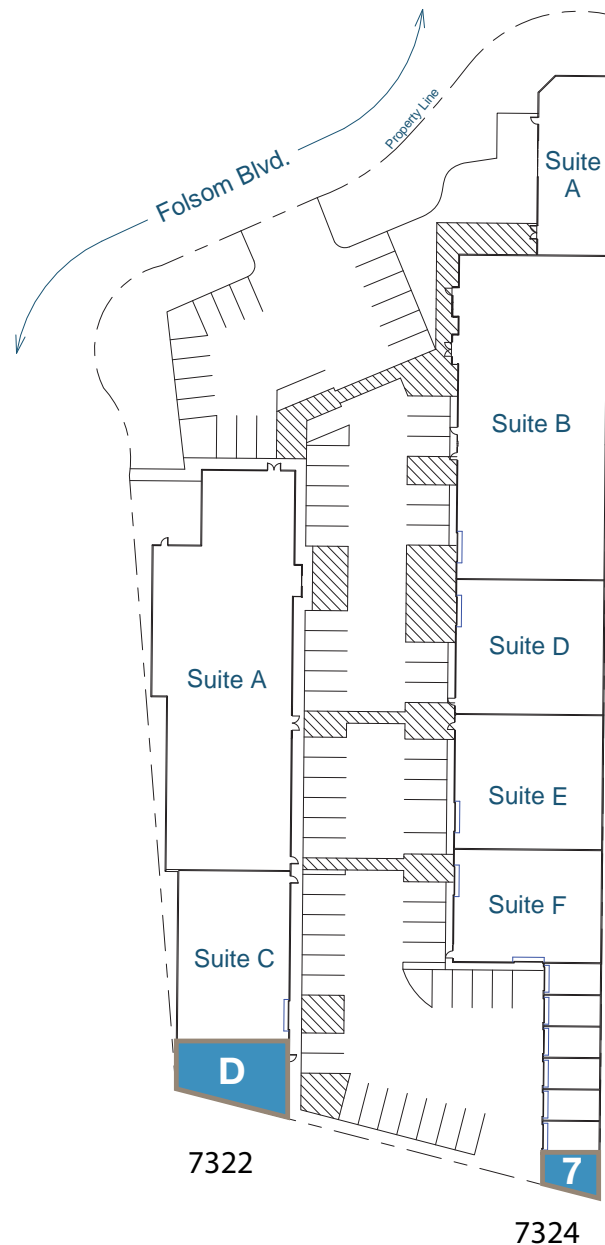 Property Line
Folsom Blvd.
Suite
A
Suite B
Suite D
Suite A
Suite E
Suite F
Suite C
D
7322
7
7324